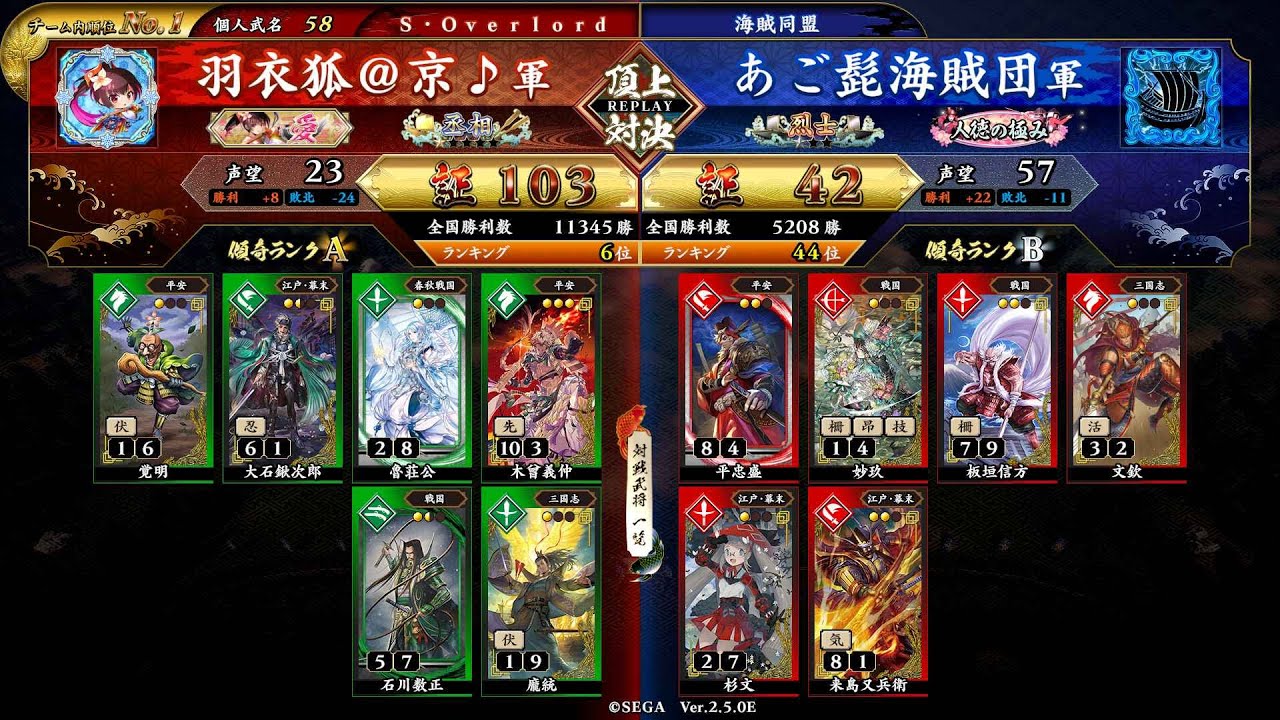 チーム内順位 No.1 個人武名 58 S・Overlord 海賊同盟
羽衣狐@京♪軍 頂上 REPLAY 対決 あご髭海賊団軍
愛 丞相 烈士 人徳の極み
声望 23 証 103 証 42 声望 57
勝利 +8 敗北 -24 勝利 +22 敗北 -11
全国勝利数 11345勝 全国勝利数 5208勝
傾奇ランクA ランキング 6位 ランキング 44位 傾奇ランクB
平安 江戸・幕末 春秋戦国 平安 平安 戦国 戦国 三国志
伏 忍 先 柵 昂 技 柵 活
1 6 6 1 2 8 10 3 8 4 1 4 7 9 3 2
覚明 大石鍬次郎 魯荘公 木曾義仲 平忠盛 妙玖 板垣信方 文欽
対戦武将一覧
戦国 三国志 江戸・幕末 江戸・幕末
伏 気
5 7 1 9 2 7 8 1
石川数正 龐統 杉文 来島又兵衛
©SEGA Ver.2.5.0E